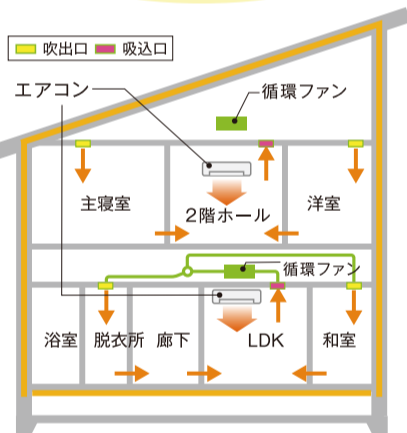 吹出口 吸込口
エアコン
循環ファン
主寝室
2階ホール
洋室
循環ファン
浴室
脱衣所
廊下
LDK
和室